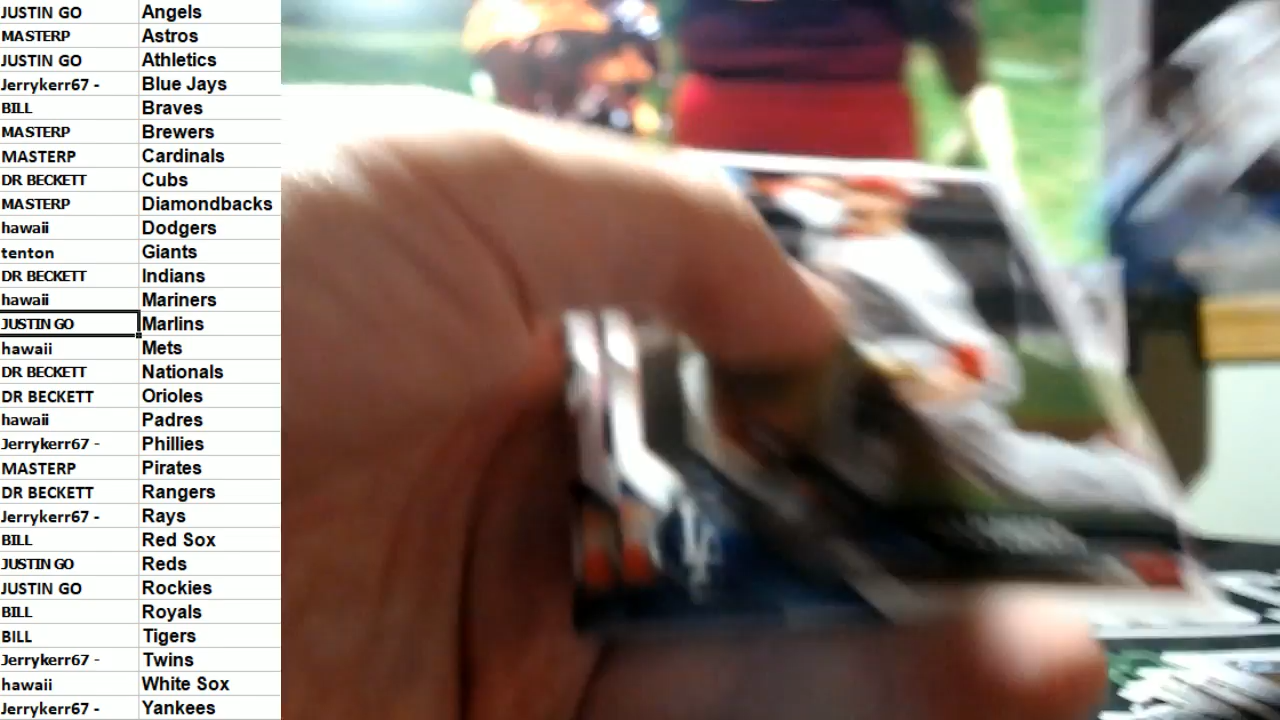 JUSTIN GO Angels
MASTERP Astros
JUSTIN GO Athletics
Jerrykerr67 - Blue Jays
BILL Braves
MASTERP Brewers
MASTERP Cardinals
DR BECKETT Cubs
MASTERP Diamondbacks
hawaii Dodgers
tenton Giants
DR BECKETT Indians
hawaii Mariners
JUSTIN GO Marlins
hawaii Mets
DR BECKETT Nationals
DR BECKETT Orioles
hawaii Padres
Jerrykerr67 - Phillies
MASTERP Pirates
DR BECKETT Rangers
Jerrykerr67 - Rays
BILL Red Sox
JUSTIN GO Reds
JUSTIN GO Rockies
BILL Royals
BILL Tigers
Jerrykerr67 - Twins
hawaii White Sox
Jerrykerr67 - Yankees